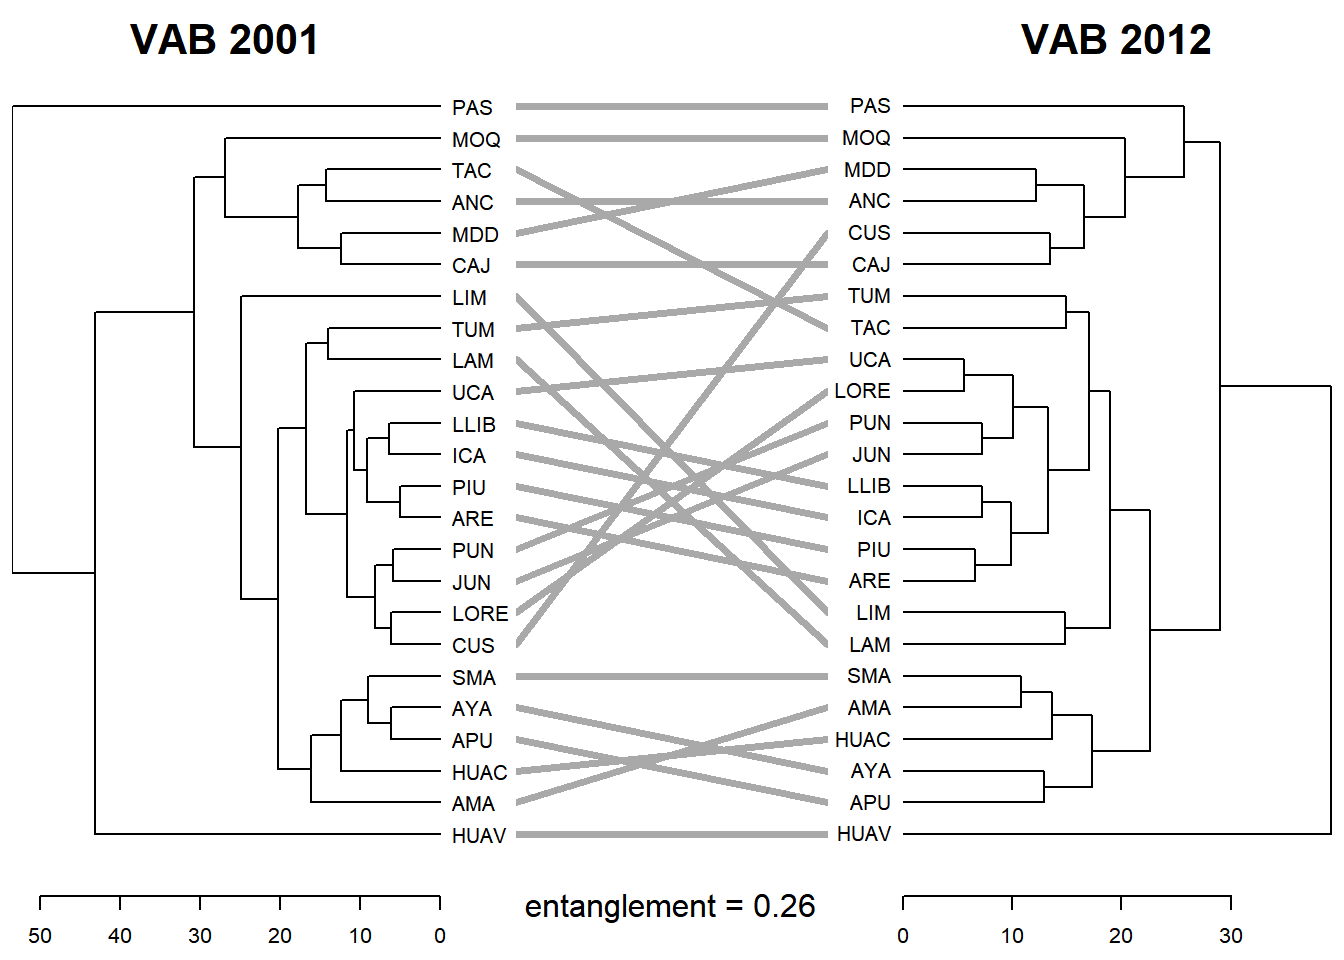 VAB 2001 VAB 2012
PAS PAS
MOQ MOQ
TAC MDD
ANC ANC
MDD CUS
CAJ CAJ
LIM TUM
TUM TAC
LAM UCA
UCA LORE
LLIB PUN
ICA JUN
PIU LLIB
ARE ICA
PUN PIU
JUN ARE
LORE LIM
CUS LAM
SMA SMA
AYA AMA
APU HUAC
HUAC AYA
AMA APU
HUAV HUAV
entanglement = 0.26
50 40 30 20 10 0 0 10 20 30